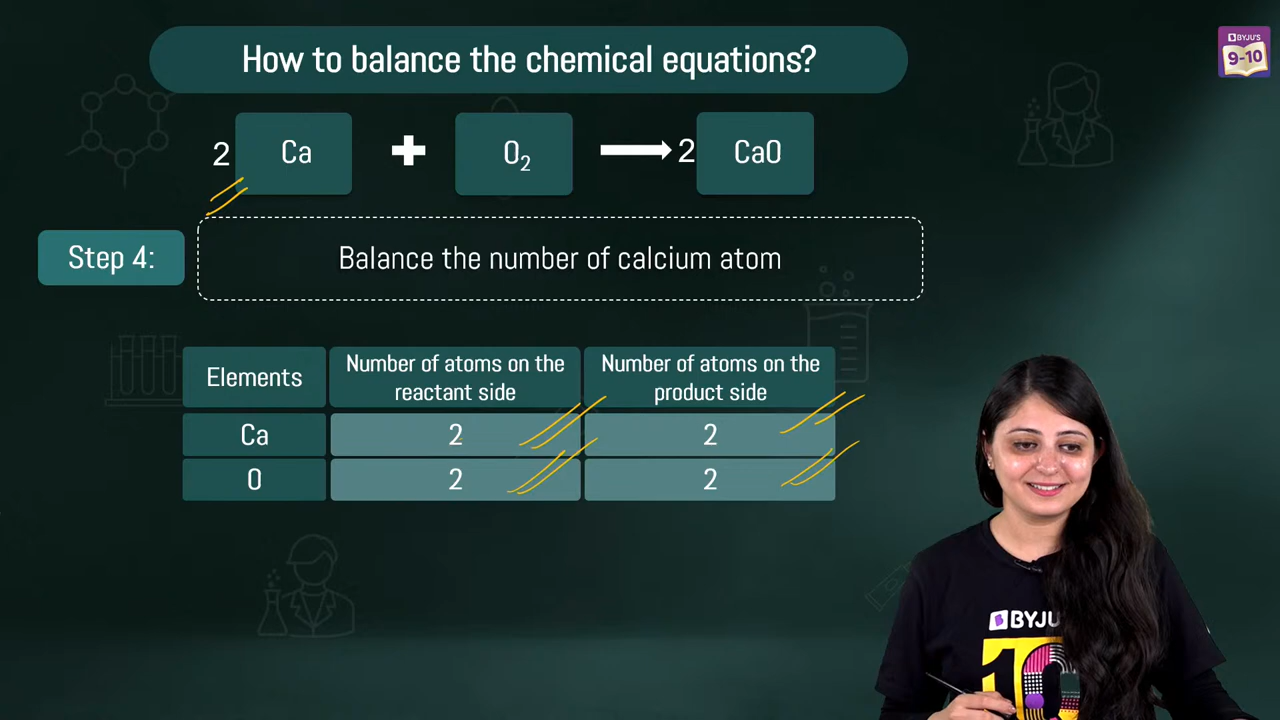 How to balance the chemical equations?
BYJU'S
9-10
2 Ca + O₂ → 2 CaO
Step 4:
Balance the number of calcium atom
Elements
Number of atoms on the
reactant side
Number of atoms on the
product side
Ca 2 2
O 2 2
BYJU'
10